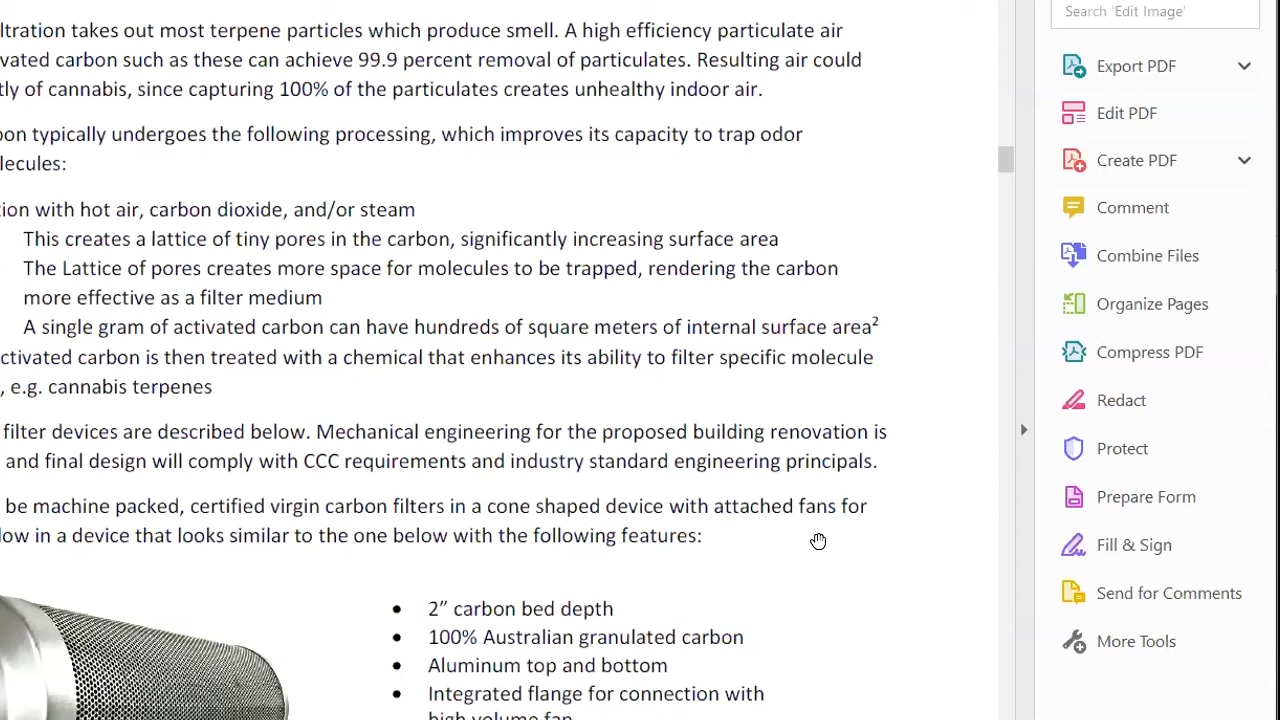 ltration takes out most terpene particles which produce smell. A high efficiency particulate air
vated carbon such as these can achieve 99.9 percent removal of particulates. Resulting air could
tly of cannabis, since capturing 100% of the particulates creates unhealthy indoor air.
bon typically undergoes the following processing, which improves its capacity to trap odor
lecules:
tion with hot air, carbon dioxide, and/or steam
This creates a lattice of tiny pores in the carbon, significantly increasing surface area
The Lattice of pores creates more space for molecules to be trapped, rendering the carbon
more effective as a filter medium
A single gram of activated carbon can have hundreds of square meters of internal surface area²
ctivated carbon is then treated with a chemical that enhances its ability to filter specific molecule
, e.g. cannabis terpenes
filter devices are described below. Mechanical engineering for the proposed building renovation is
and final design will comply with CCC requirements and industry standard engineering principals.
be machine packed, certified virgin carbon filters in a cone shaped device with attached fans for
low in a device that looks similar to the one below with the following features:
• 2” carbon bed depth
• 100% Australian granulated carbon
• Aluminum top and bottom
• Integrated flange for connection with
high volume fan
Search 'Edit Image'
Export PDF
Edit PDF
Create PDF
Comment
Combine Files
Organize Pages
Compress PDF
Redact
Protect
Prepare Form
Fill & Sign
Send for Comments
More Tools